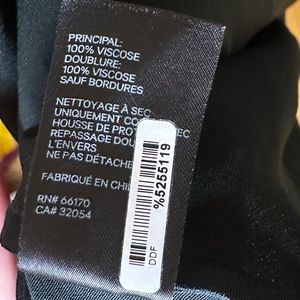 PRINCIPAL:
100% VISCOSE
DOUBLURE:
100% VISCOSE
SAUF BORDURES
NETTOYAGE À SEC
UNIQUEMENT
HOUSSE DE
REPASSAGE
L'ENVERS
NE PAS
FABRIQUÉ EN
RN# 66170
CA# 32054
%5255119
DDF